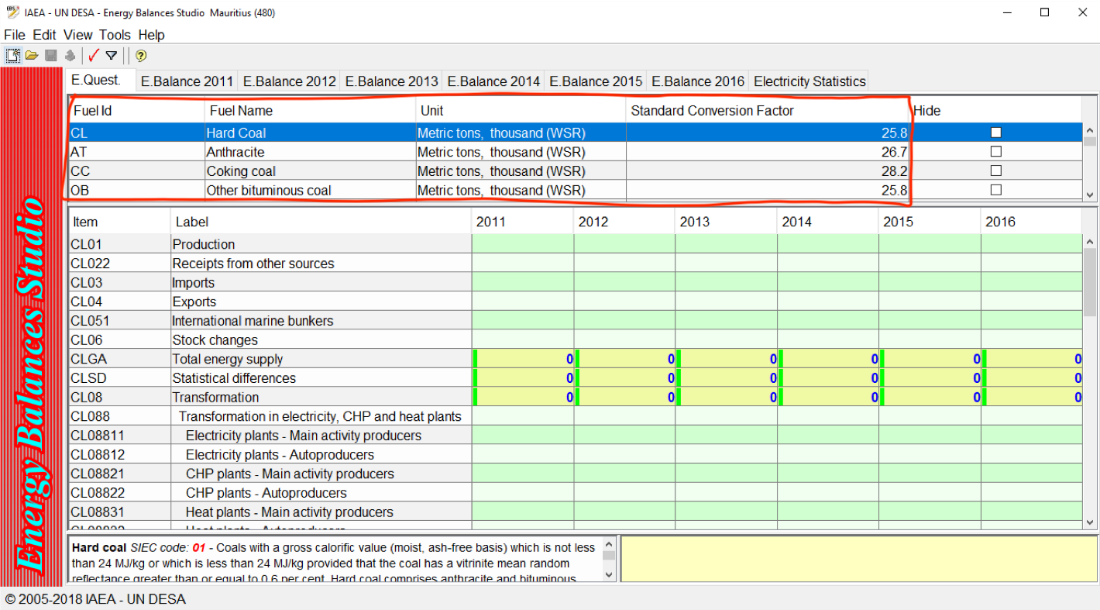 IAEA - UN DESA - Energy Balances Studio Mauritius (480)
File Edit View Tools Help
E.Quest. E.Balance 2011 E.Balance 2012 E.Balance 2013 E.Balance 2014 E.Balance 2015 E.Balance 2016 Electricity Statistics
Fuel Id Fuel Name Unit Standard Conversion Factor Hide
CL Hard Coal Metric tons, thousand (WSR) 25.8
AT Anthracite Metric tons, thousand (WSR) 26.7
CC Coking coal Metric tons, thousand (WSR) 28.2
OB Other bituminous coal Metric tons, thousand (WSR) 25.8
Energy Balances Studio
Item Label 2011 2012 2013 2014 2015 2016
CL01 Production
CL022 Receipts from other sources
CL03 Imports
CL04 Exports
CL051 International marine bunkers
CL06 Stock changes
CLGA Total energy supply 0 0 0 0 0 0
CLSD Statistical differences 0 0 0 0 0 0
CL08 Transformation 0 0 0 0 0 0
CL088 Transformation in electricity, CHP and heat plants
CL08811 Electricity plants - Main activity producers
CL08812 Electricity plants - Autoproducers
CL08821 CHP plants - Main activity producers
CL08822 CHP plants - Autoproducers
CL08831 Heat plants - Main activity producers
CL08832 Heat plants - Autoproducers
Hard coal SIEC code: 01 - Coals with a gross calorific value (moist, ash-free basis) which is not less
than 24 MJ/kg or which is less than 24 MJ/kg provided that the coal has a vitrinite mean random
reflectance greater than or equal to 0.6 per cent. Hard coal comprises anthracite and bituminous
© 2005-2018 IAEA - UN DESA